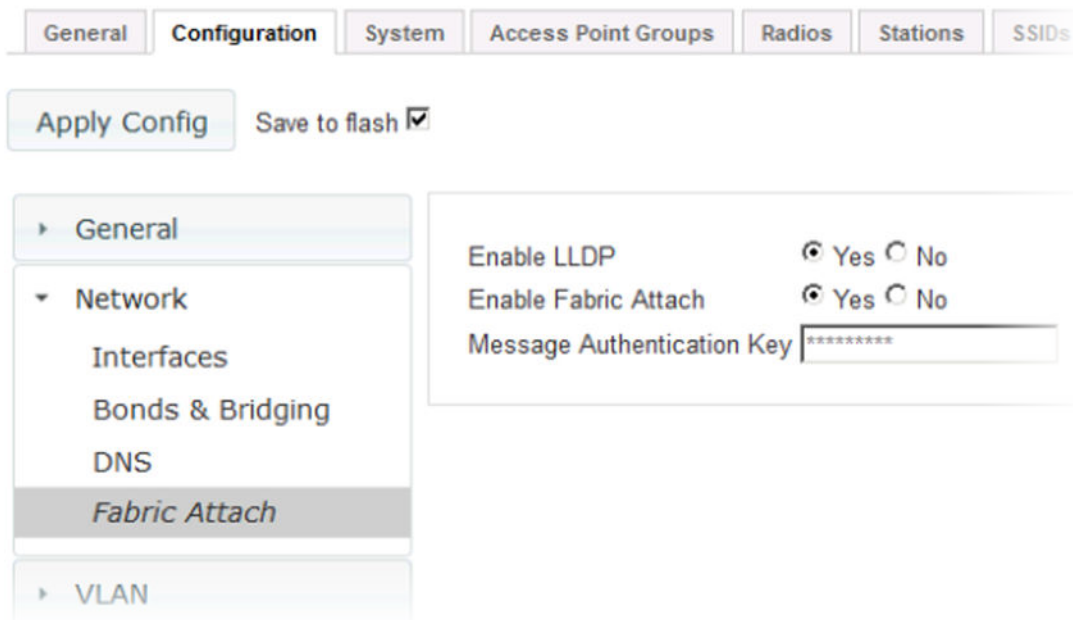 General Configuration System Access Point Groups Radios Stations SSIDs
Apply Config Save to flash
General
Network
Interfaces
Bonds & Bridging
DNS
Fabric Attach
VLAN
Enable LLDP Yes No
Enable Fabric Attach Yes No
Message Authentication Key *********